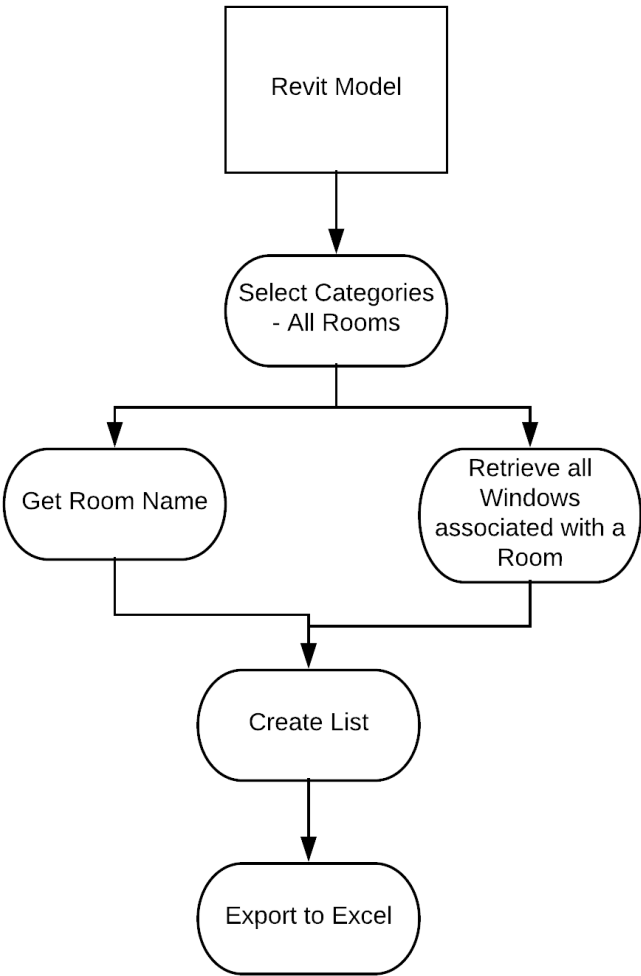 Revit Model
Select Categories
- All Rooms
Get Room Name
Retrieve all
Windows
associated with a
Room
Create List
Export to Excel